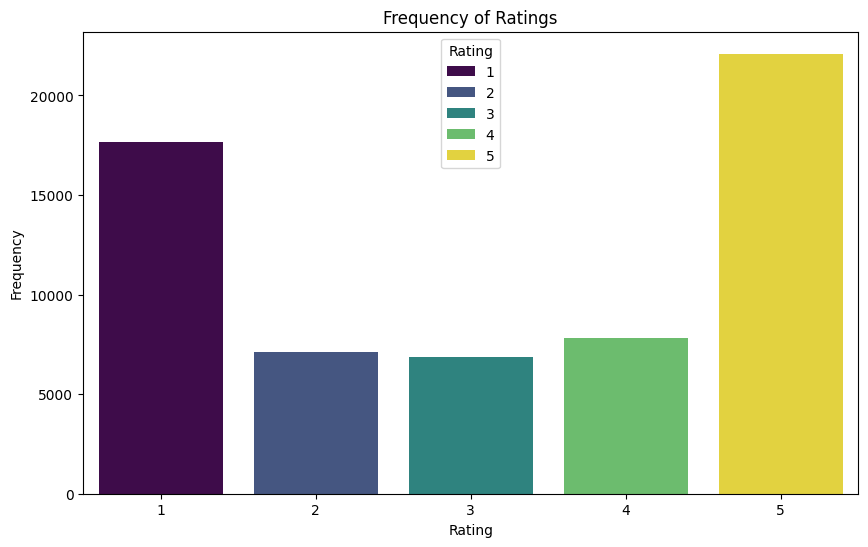 Frequency of Ratings
Rating
1
2
3
4
5
Frequency
20000
15000
10000
5000
0
1 2 3 4 5
Rating